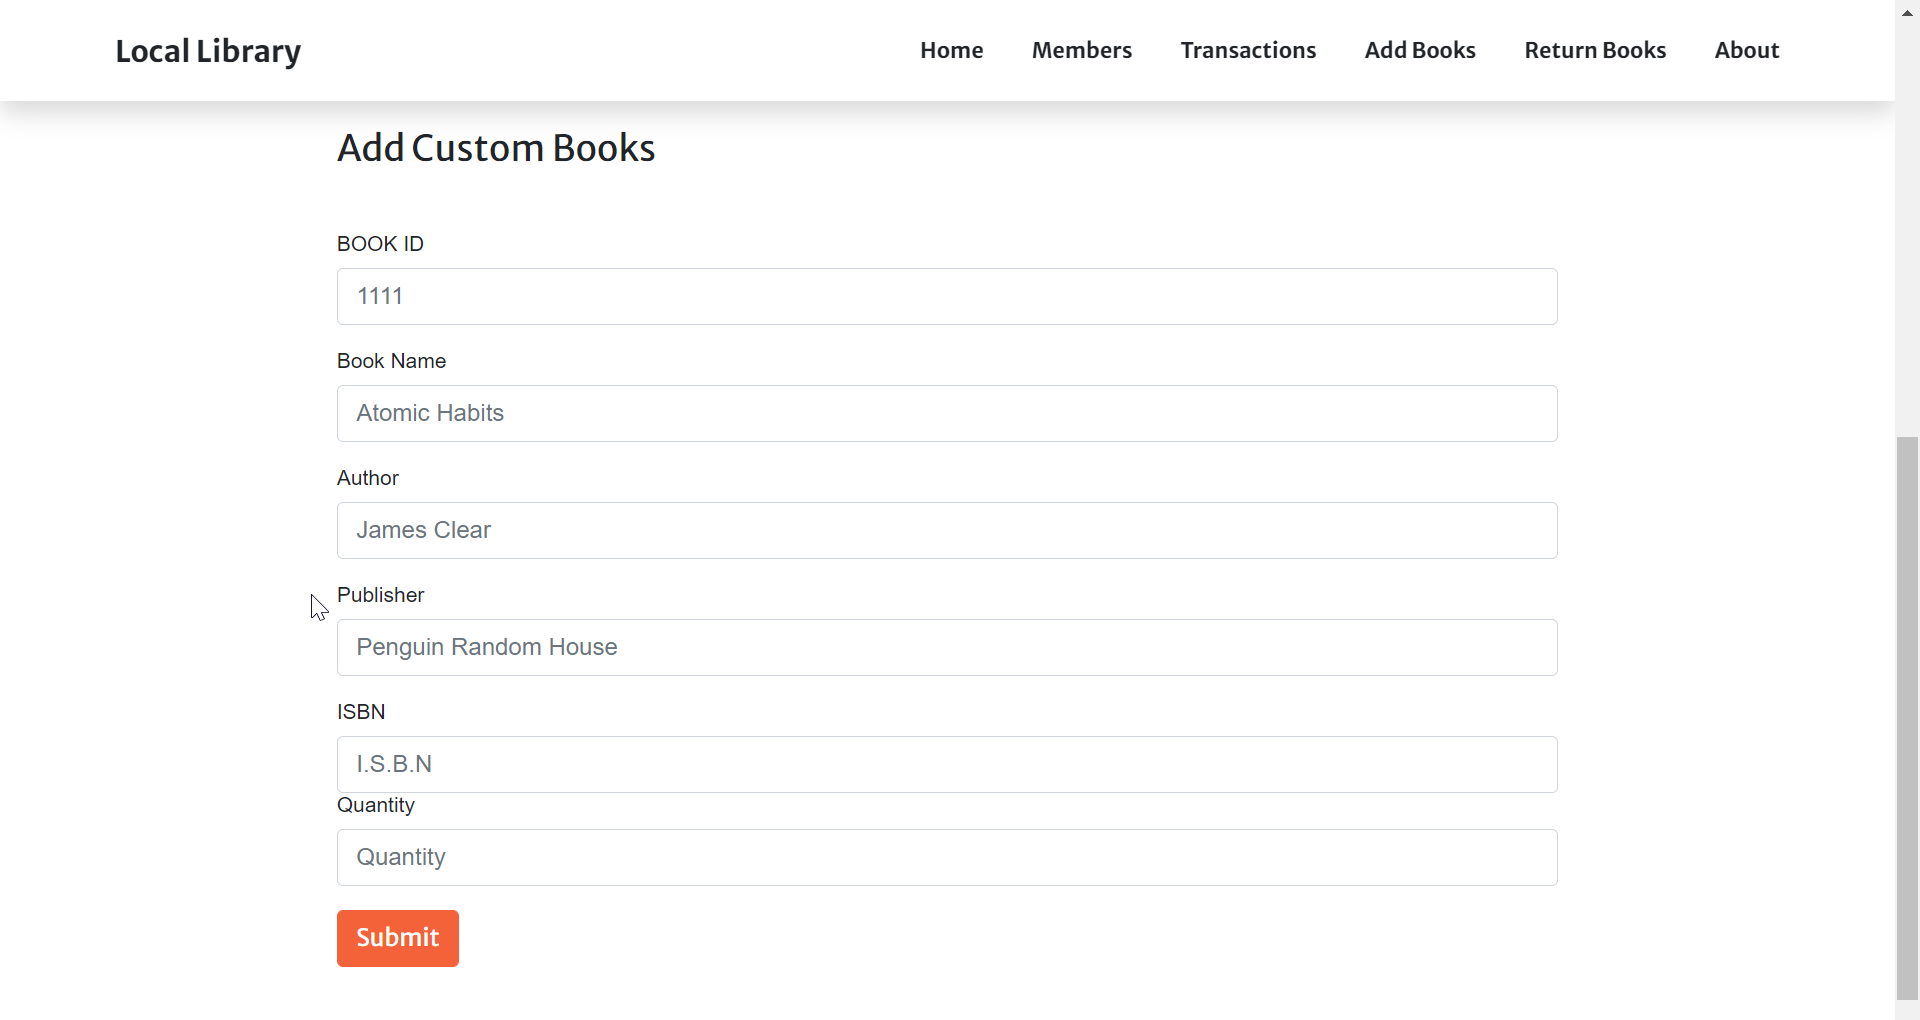 Local Library Home Members Transactions Add Books Return Books About
Add Custom Books
BOOK ID
1111
Book Name
Atomic Habits
Author
James Clear
Publisher
Penguin Random House
ISBN
I.S.B.N
Quantity
Quantity
Submit